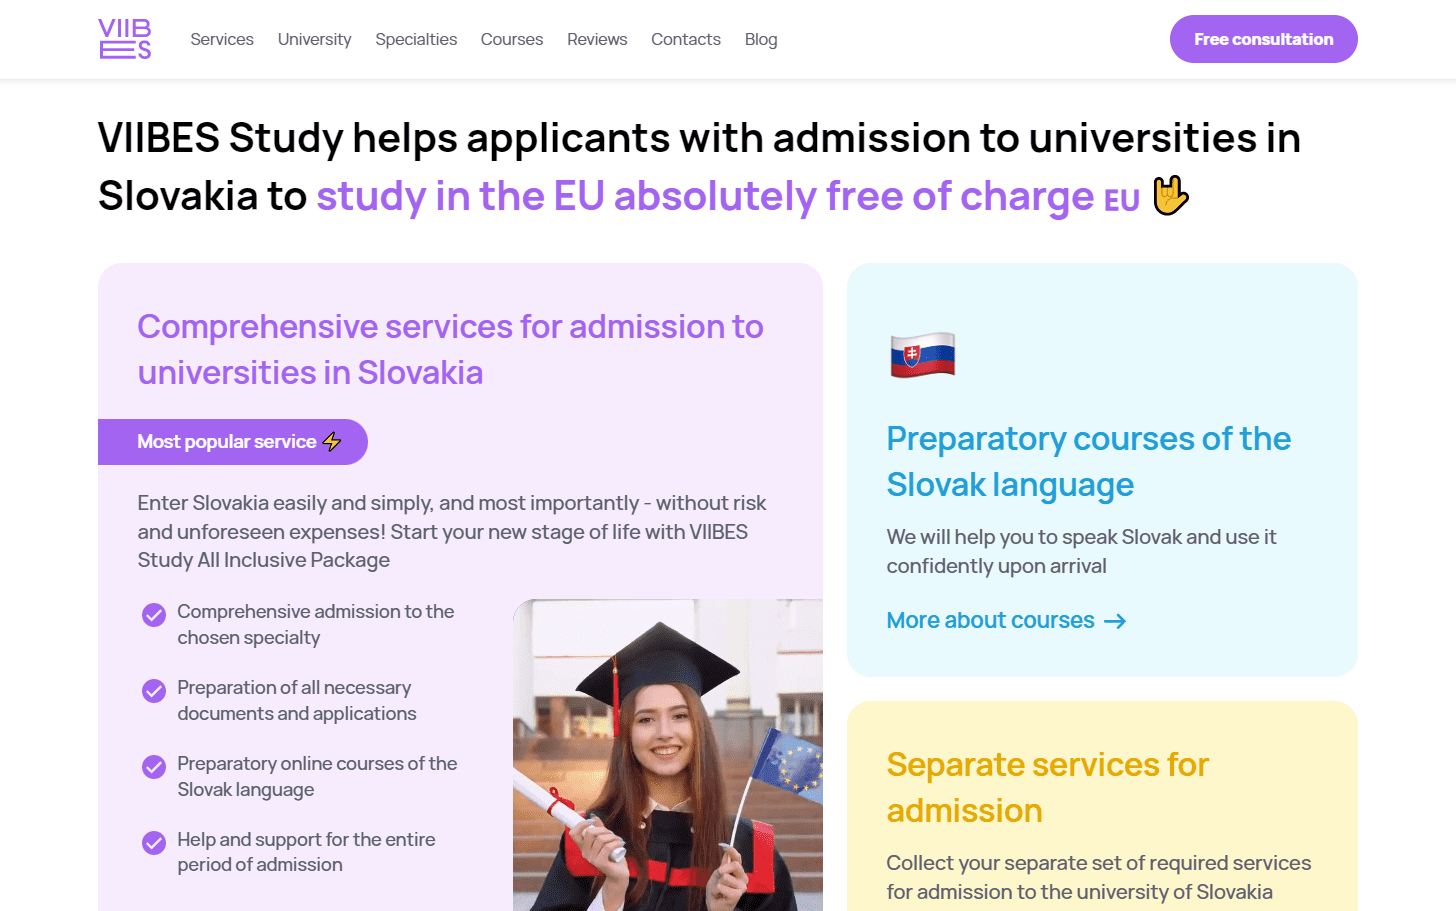 VIIBES
Services University Specialties Courses Reviews Contacts Blog
Free consultation
VIIBES Study helps applicants with admission to universities in
Slovakia to study in the EU absolutely free of charge EU 🤘
Comprehensive services for admission to
universities in Slovakia
Most popular service ⚡
Enter Slovakia easily and simply, and most importantly - without risk
and unforeseen expenses! Start your new stage of life with VIIBES
Study All Inclusive Package
Comprehensive admission to the
chosen specialty
Preparation of all necessary
documents and applications
Preparatory online courses of the
Slovak language
Help and support for the entire
period of admission
Preparatory courses of the
Slovak language
We will help you to speak Slovak and use it
confidently upon arrival
More about courses →
Separate services for
admission
Collect your separate set of required services
for admission to the university of Slovakia